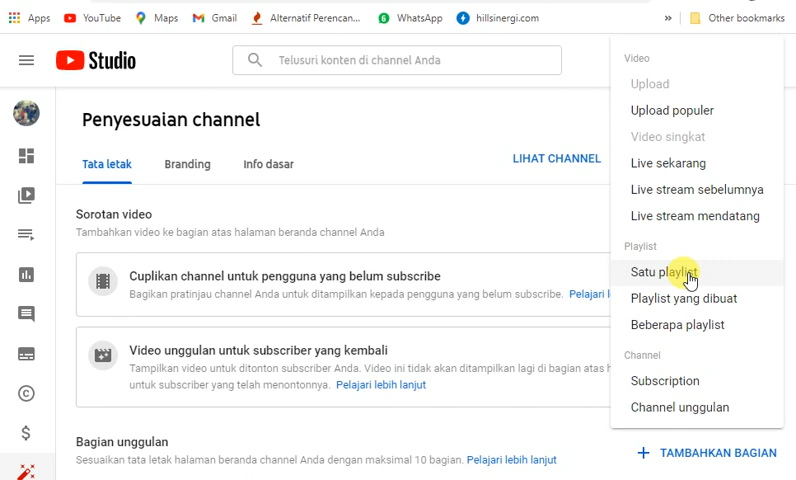 Apps YouTube Maps Gmail Alternatif Perencan... WhatsApp hillsinergi.com » Other bookmarks
Studio
Telusuri konten di channel Anda
Penyesuaian channel
Tata letak Branding Info dasar
LIHAT CHANNEL
Sorotan video
Tambahkan video ke bagian atas halaman beranda channel Anda
Cuplikan channel untuk pengguna yang belum subscribe
Bagikan pratinjau channel Anda untuk ditampilkan kepada pengguna yang belum subscribe. Pelajari l
Video unggulan untuk subscriber yang kembali
Tampilkan video untuk ditonton subscriber Anda. Video ini tidak akan ditampilkan lagi di bagian atas h
untuk subscriber yang telah menontonnya. Pelajari lebih lanjut
Bagian unggulan
Sesuaikan tata letak halaman beranda channel Anda dengan maksimal 10 bagian. Pelajari lebih lanjut
+ TAMBAHKAN BAGIAN
Video
Upload
Upload populer
Video singkat
Live sekarang
Live stream sebelumnya
Live stream mendatang
Playlist
Satu playlist
Playlist yang dibuat
Beberapa playlist
Channel
Subscription
Channel unggulan